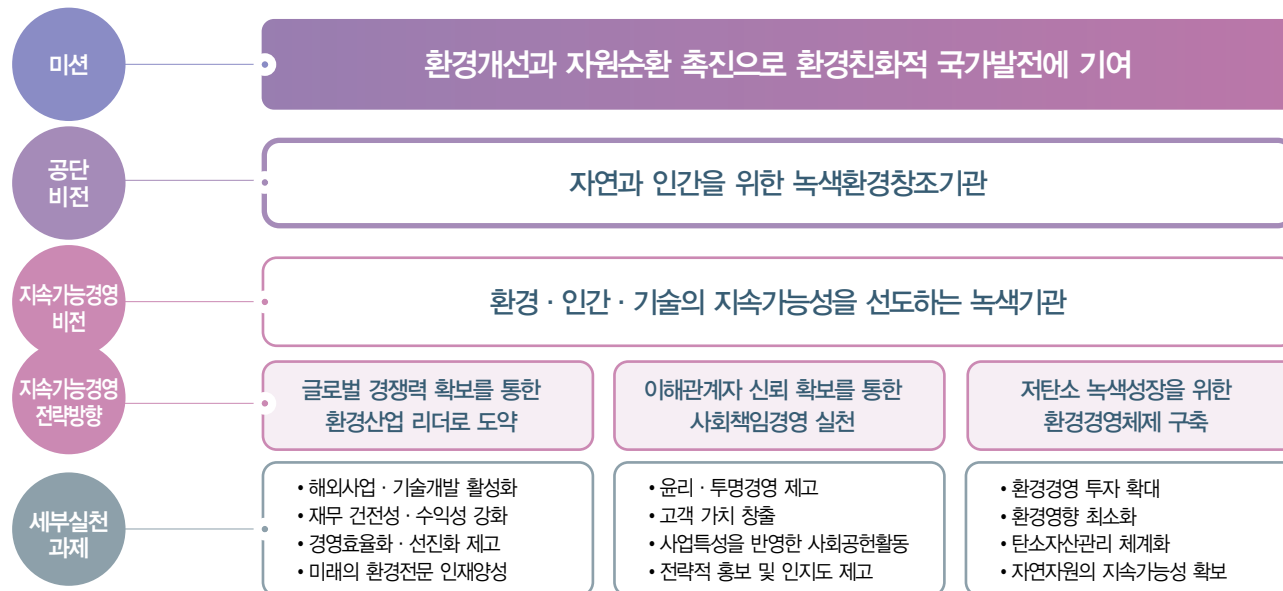 미션
환경개선과 자원순환 촉진으로 환경친화적 국가발전에 기여
공단
비전
자연과 인간을 위한 녹색환경창조기관
지속가능경영
비전
환경 · 인간 · 기술의 지속가능성을 선도하는 녹색기관
지속가능경영
전략방향
글로벌 경쟁력 확보를 통한
환경산업 리더로 도약
이해관계자 신뢰 확보를 통한
사회책임경영 실천
저탄소 녹색성장을 위한
환경경영체제 구축
세부실천
과제
• 해외사업 · 기술개발 활성화
• 재무 건전성 · 수익성 강화
• 경영효율화 · 선진화 제고
• 미래의 환경전문 인재양성
• 윤리 · 투명경영 제고
• 고객 가치 창출
• 사업특성을 반영한 사회공헌활동
• 전략적 홍보 및 인지도 제고
• 환경경영 투자 확대
• 환경영향 최소화
• 탄소자산관리 체계화
• 자연자원의 지속가능성 확보